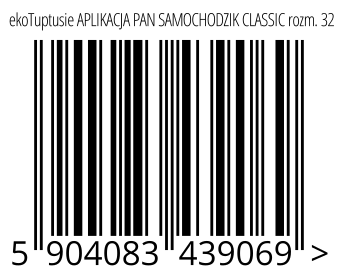 ekoTuptusie APLIKACJA PAN SAMOCHODZIK CLASSIC rozm. 32
5 904083 439069 >